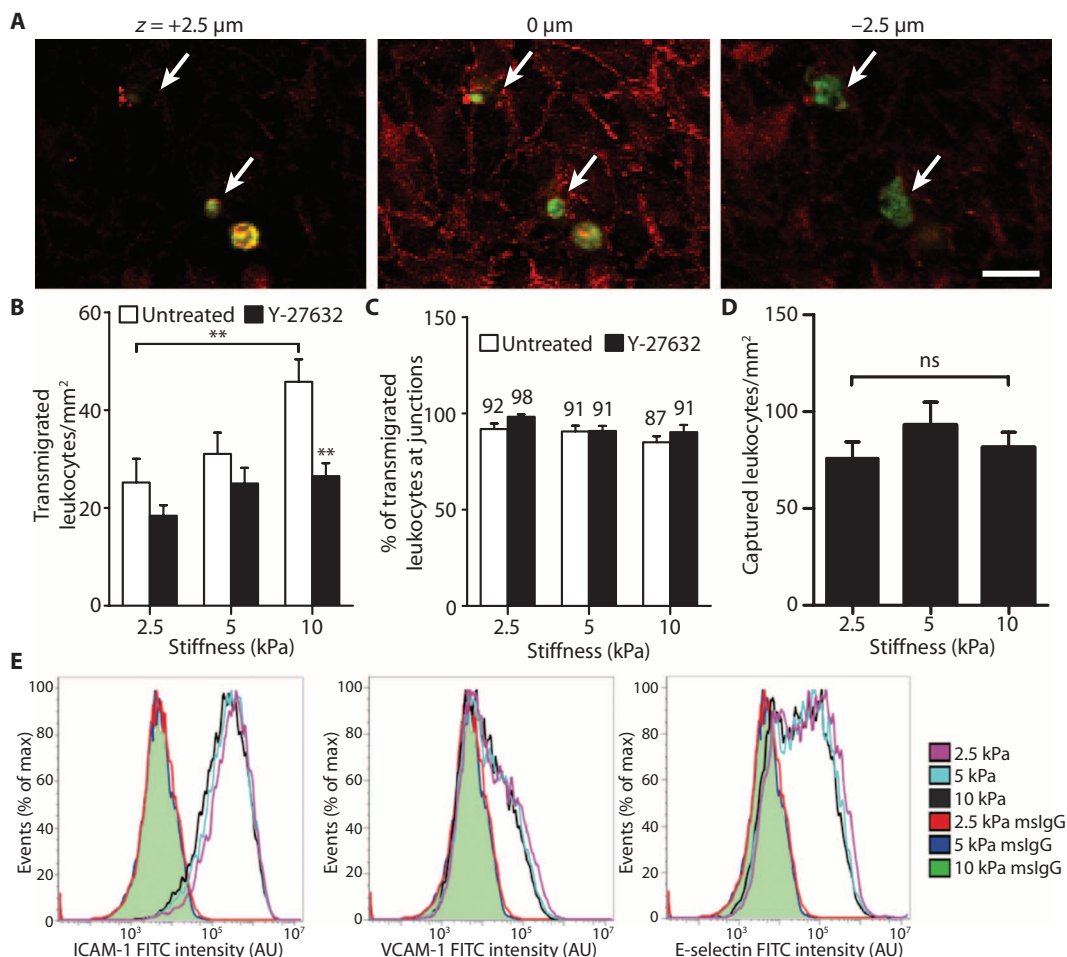 A
z = +2.5 µm
0 µm
–2.5 µm
B
Untreated
Y-27632
**
**
60
40
20
0
Transmigrated
leukocytes/mm²
2.5
5
10
Stiffness (kPa)
C
Untreated
Y-27632
150
100
50
0
% of transmigrated
leukocytes at junctions
92
98
91
91
87
91
2.5
5
10
Stiffness (kPa)
D
ns
150
100
50
0
Captured leukocytes/mm²
2.5
5
10
Stiffness (kPa)
E
100
80
60
40
20
0
Events (% of max)
10³
10⁵
10⁷
ICAM-1 FITC intensity (AU)
100
80
60
40
20
0
Events (% of max)
10³
10⁵
10⁷
VCAM-1 FITC intensity (AU)
100
80
60
40
20
0
Events (% of max)
10³
10⁵
10⁷
E-selectin FITC intensity (AU)
2.5 kPa
5 kPa
10 kPa
2.5 kPa msIgG
5 kPa msIgG
10 kPa msIgG